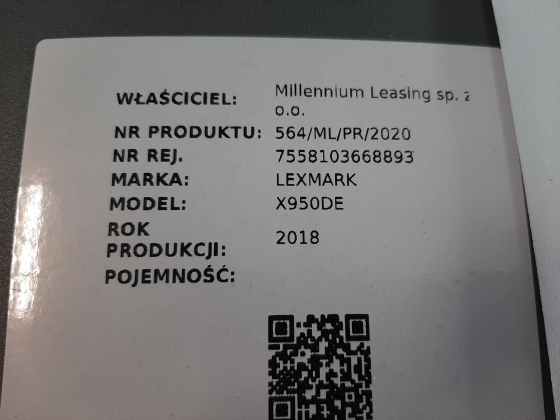 WŁAŚCICIEL: Millennium Leasing sp. z
o.o.
NR PRODUKTU: 564/ML/PR/2020
NR REJ. 7558103668893
MARKA: LEXMARK
MODEL: X950DE
ROK
PRODUKCJI: 2018
POJEMNOŚĆ: